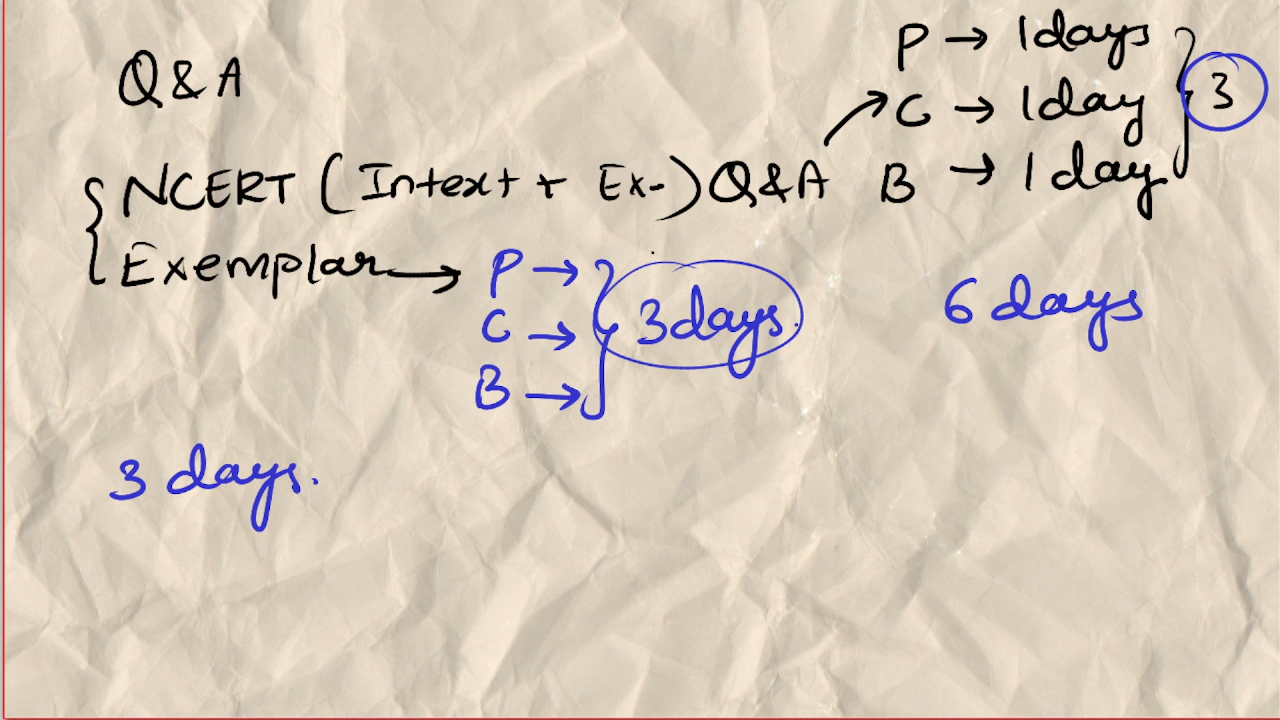 Q&A
P → 1days
C → 1day
B → 1day
3
NCERT (Intext + Ex-) Q&A
Exemplar → P →
C →
B →
3days.
6 days
3 days.